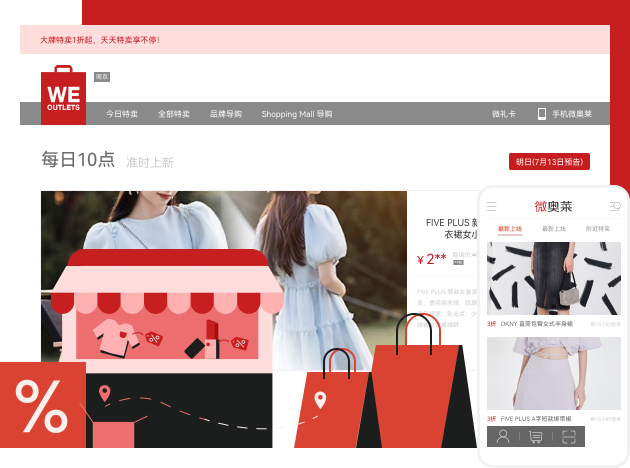 大牌特卖1折起，天天特卖享不停！
WE
OUTLETS
南京
今日特卖
全部特卖
品牌导购
Shopping Mall 导购
微礼卡
手机微奥莱
每日10点
准时上新
明日(7月13日预告)
FIVE PLUS 新
衣裙女小
¥ 2**
FIVE PLUS
微奥莱
最新上线
最新上线
附近特卖
3折 DKNY 直筒包臀女式半身裙
3折 FIVE PLUS A字短款绑带裙
%
%
%